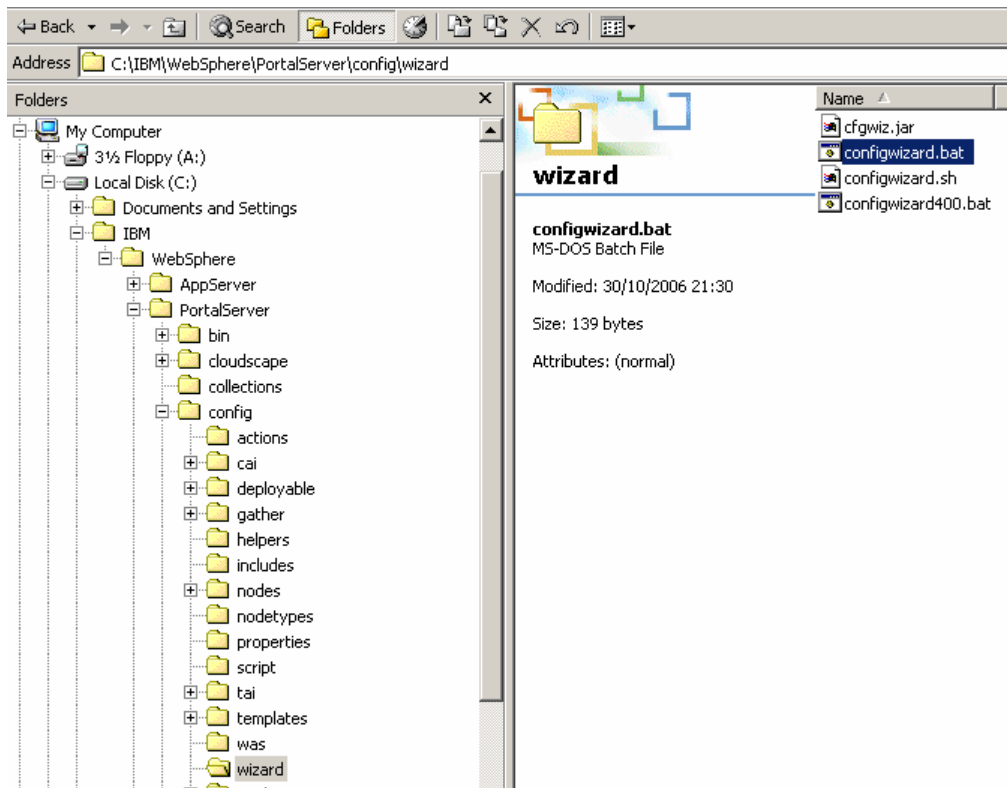 Back Search Folders
Address C:\IBM\WebSphere\PortalServer\config\wizard
Folders
My Computer
3½ Floppy (A:)
Local Disk (C:)
Documents and Settings
IBM
WebSphere
AppServer
PortalServer
bin
cloudscape
collections
config
actions
cai
deployable
gather
helpers
includes
nodes
nodetypes
properties
script
tai
templates
was
wizard
wizard
configwizard.bat
MS-DOS Batch File
Modified: 30/10/2006 21:30
Size: 139 bytes
Attributes: (normal)
Name
cfgwiz.jar
configwizard.bat
configwizard.sh
configwizard400.bat